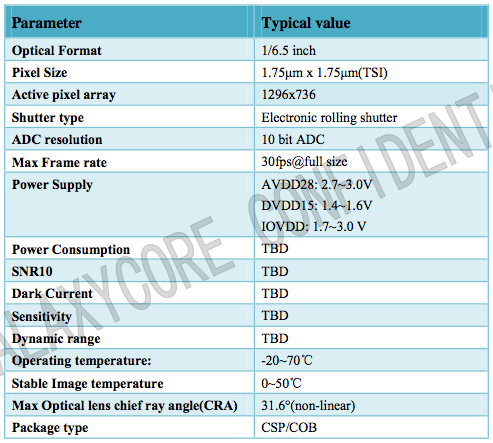 Parameter Typical value
Optical Format 1/6.5 inch
Pixel Size 1.75μm x 1.75μm(TSI)
Active pixel array 1296x736
Shutter type Electronic rolling shutter
ADC resolution 10 bit ADC
Max Frame rate 30fps@full size
Power Supply AVDD28: 2.7~3.0V
DVDD15: 1.4~1.6V
IOVDD: 1.7~3.0 V
Power Consumption TBD
SNR10 TBD
Dark Current TBD
Sensitivity TBD
Dynamic range TBD
Operating temperature: -20~70℃
Stable Image temperature 0~50℃
Max Optical lens chief ray angle(CRA) 31.6°(non-linear)
Package type CSP/COB
ALAXYCORE CONFIDENT